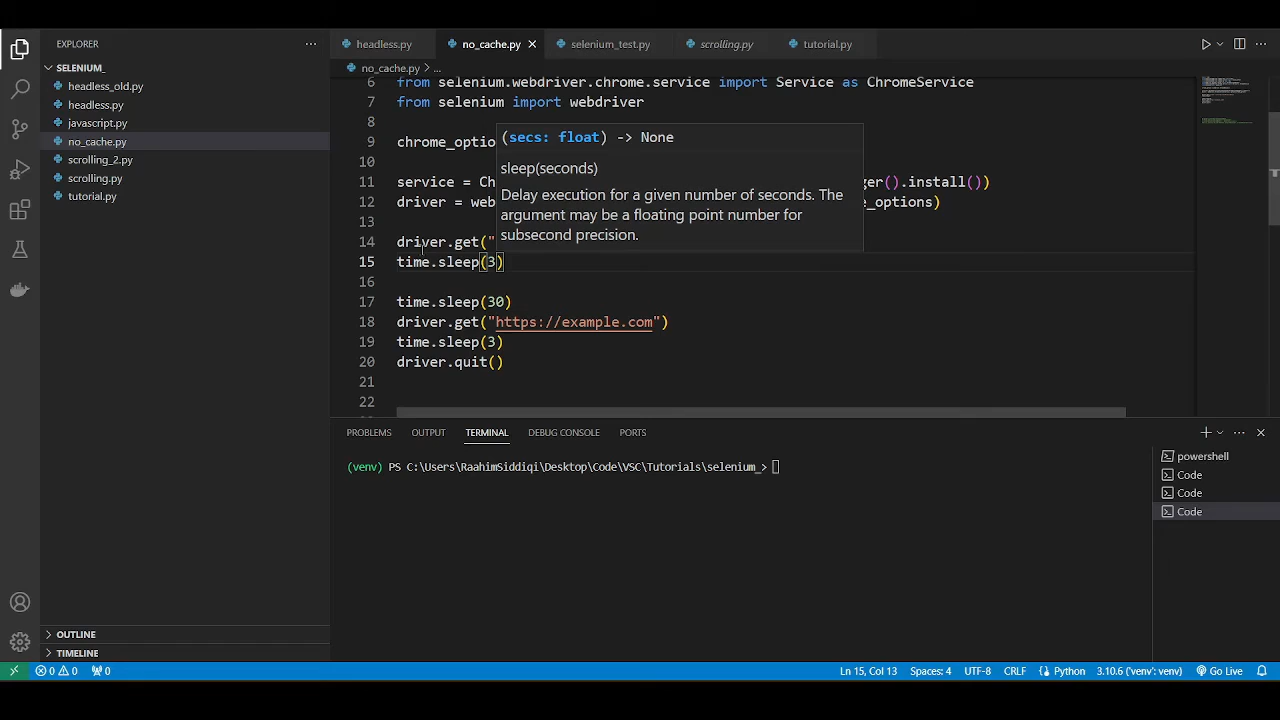 EXPLORER
SELENIUM_
headless_old.py
headless.py
javascript.py
no_cache.py
scrolling_2.py
scrolling.py
tutorial.py
OUTLINE
TIMELINE
headless.py
no_cache.py
selenium_test.py
scrolling.py
tutorial.py
no_cache.py > ...
6 from selenium.webdriver.chrome.service import Service as ChromeService
7 from selenium import webdriver
8
9 chrome_optio
10
11 service = Ch ger().install())
12 driver = web e_options)
13
14 driver.get("
15 time.sleep(3)
16
17 time.sleep(30)
18 driver.get("https://example.com")
19 time.sleep(3)
20 driver.quit()
21
22
(secs: float) -> None
sleep(seconds)
Delay execution for a given number of seconds. The
argument may be a floating point number for
subsecond precision.
PROBLEMS OUTPUT TERMINAL DEBUG CONSOLE PORTS
(venv) PS C:\Users\RaahimSiddiqi\Desktop\Code\VSC\Tutorials\selenium_>
powershell
Code
Code
Code
0 0 0 Ln 15, Col 13 Spaces: 4 UTF-8 CRLF Python 3.10.6 ('venv': venv) Go Live